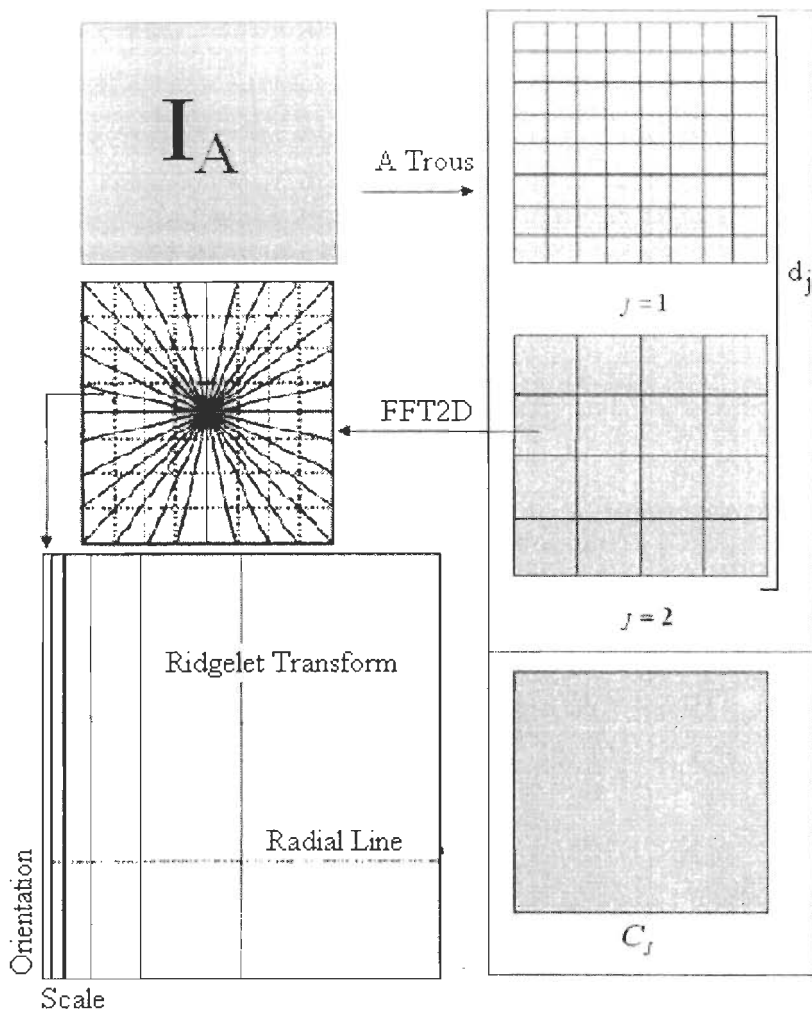 I_A
A Trous
d_j
J = 1
FFT2D
J = 2
Ridgelet Transform
Radial Line
Orientation
Scale
C_J